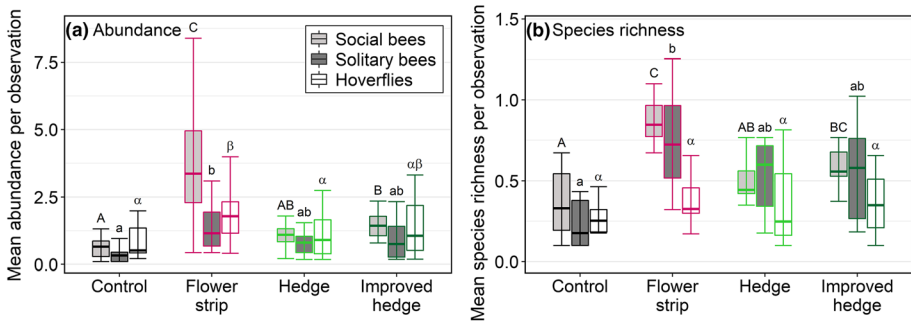 (a) Abundance
Mean abundance per observation
7.5
5.0
2.5
0.0
Social bees
Solitary bees
Hoverflies
A a α
C b β
AB ab α
B ab αβ
Control
Flower
strip
Hedge
Improved
hedge
(b) Species richness
Mean species richness per observation
1.5
1.0
0.5
0.0
A a α
C b α
AB ab α
BC ab α
Control
Flower
strip
Hedge
Improved
hedge